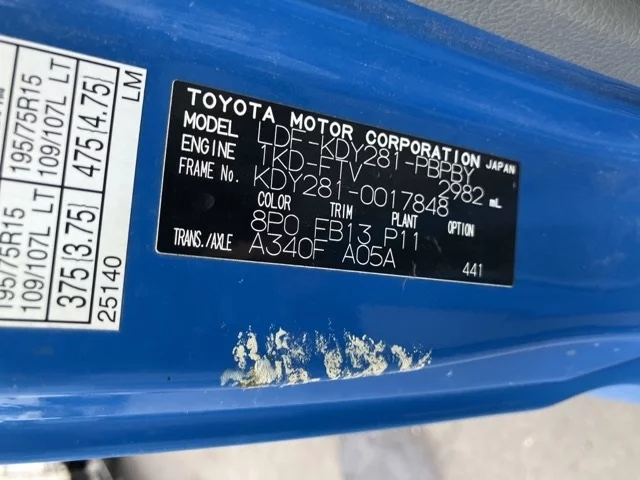 TOYOTA MOTOR CORPORATION JAPAN
MODEL LDF-KDY281-PBPBY
ENGINE 1KD-FTV 2982 mL
FRAME No. KDY281-0017848
COLOR TRIM PLANT OPTION
8P0 FB13 P11
TRANS./AXLE A340F A05A
441
195/75R15
109/107L LT
475(4.75)
LM
195/75R15
109/107L LT
375(3.75)
25140